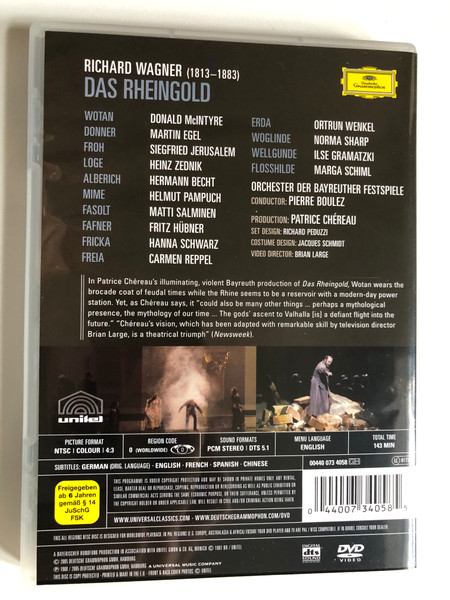 RICHARD WAGNER (1813–1883)
DAS RHEINGOLD
Deutsche
Grammophon
WOTAN DONALD McINTYRE
DONNER MARTIN EGEL
FROH SIEGFRIED JERUSALEM
LOGE HEINZ ZEDNIK
ALBERICH HERMANN BECHT
MIME HELMUT PAMPUCH
FASOLT MATTI SALMINEN
FAFNER FRITZ HÜBNER
FRICKA HANNA SCHWARZ
FREIA CARMEN REPPEL
ERDA ORTRUN WENKEL
WOGLINDE NORMA SHARP
WELLGUNDE ILSE GRAMATZKI
FLOSSHILDE MARGA SCHIML
ORCHESTER DER BAYREUTHER FESTSPIELE
CONDUCTOR: PIERRE BOULEZ
PRODUCTION: PATRICE CHÉREAU
SET DESIGN: RICHARD PEDUZZI
COSTUME DESIGN: JACQUES SCHMIDT
VIDEO DIRECTOR: BRIAN LARGE
In Patrice Chéreau's illuminating, violent Bayreuth production of Das Rheingold, Wotan wears the
brocade coat of feudal times while the Rhine seems to be a reservoir with a modern-day power
station. Yet, as Chéreau says, it "could also be many other things ... perhaps a mythological
presence, the mythology of our time ... The gods' ascent to Valhalla [is] a defiant flight into the
future." "Chéreau's vision, which has been adapted with remarkable skill by television director
Brian Large, is a theatrical triumph" (Newsweek).
unitel
PICTURE FORMAT
NTSC | COLOUR | 4:3
REGION CODE
0 (WORLDWIDE)
SOUND FORMATS
PCM STEREO | DTS 5.1
MENU LANGUAGE
ENGLISH
TOTAL TIME
143 MIN
SUBTITLES: GERMAN (ORIG. LANGUAGE) · ENGLISH · FRENCH · SPANISH · CHINESE
00440 073 4058 GH
Freigegeben
ab 6 Jahren
gemäß § 14
JuSchG
FSK
WWW.UNIVERSALCLASSICS.COM · WWW.DEUTSCHEGRAMMOPHON.COM/DVD
dts
SOUND
DVD
VIDEO
0 44007 34058 5
A UNIVERSAL MUSIC COMPANY